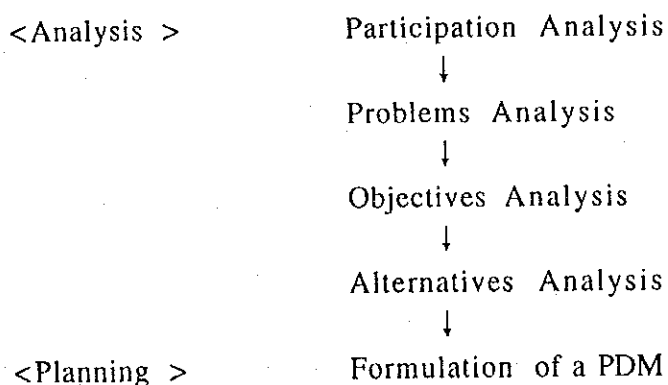 <Analysis > Participation Analysis
↓
Problems Analysis
↓
Objectives Analysis
↓
Alternatives Analysis
↓
<Planning > Formulation of a PDM